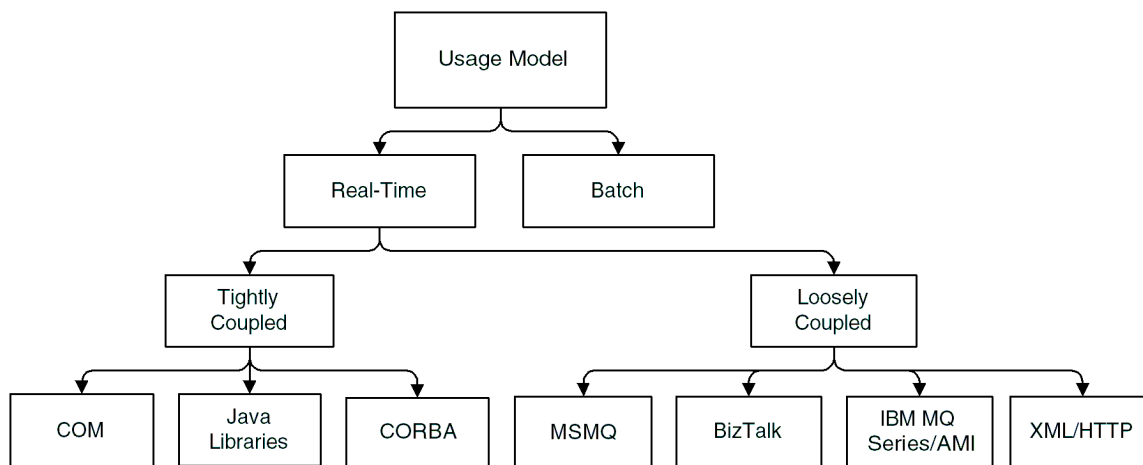 Usage Model
Real-Time
Batch
Tightly
Coupled
Loosely
Coupled
COM
Java
Libraries
CORBA
MSMQ
BizTalk
IBM MQ
Series/AMI
XML/HTTP